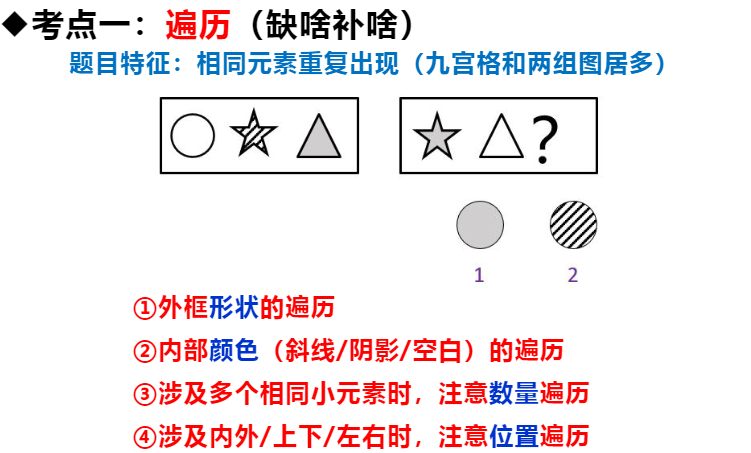 ◆考点一：遍历（缺啥补啥）
题目特征：相同元素重复出现（九宫格和两组图居多）
?
1 2
①外框形状的遍历
②内部颜色（斜线/阴影/空白）的遍历
③涉及多个相同小元素时，注意数量遍历
④涉及内外/上下/左右时，注意位置遍历